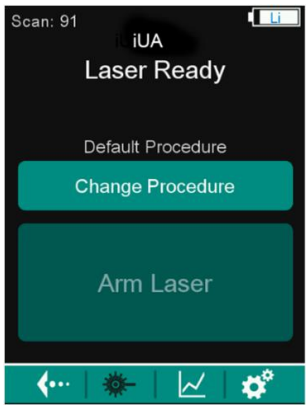 Scan: 91
Li
iUA
Laser Ready
Default Procedure
Change Procedure
Arm Laser